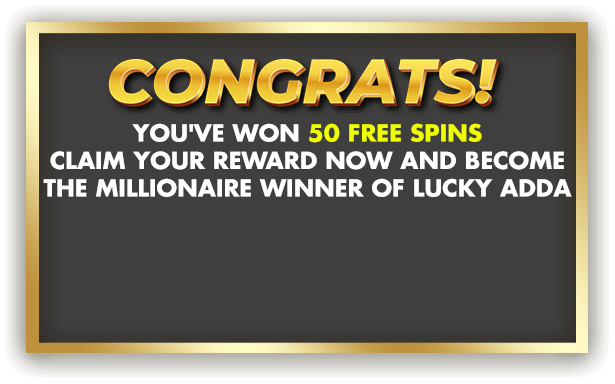 CONGRATS!
YOU'VE WON 50 FREE SPINS
CLAIM YOUR REWARD NOW AND BECOME
THE MILLIONAIRE WINNER OF LUCKY ADDA